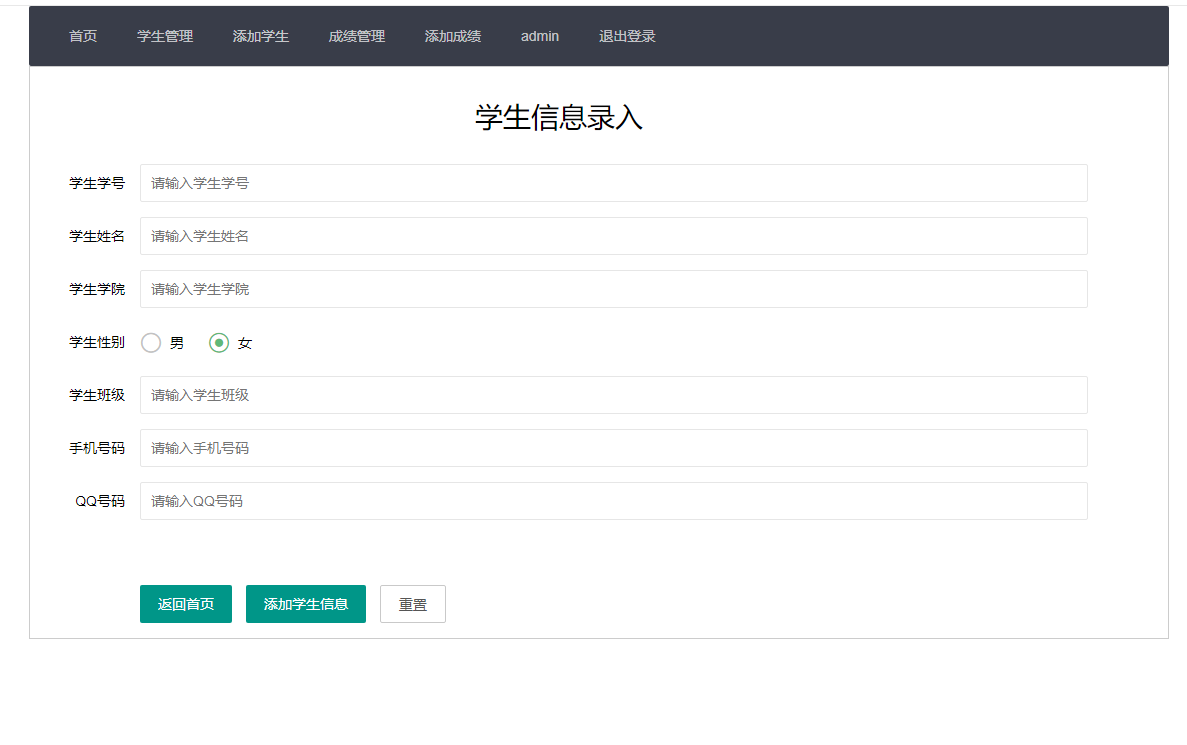 首页 学生管理 添加学生 成绩管理 添加成绩 admin 退出登录
学生信息录入
学生学号 请输入学生学号
学生姓名 请输入学生姓名
学生学院 请输入学生学院
学生性别 男 女
学生班级 请输入学生班级
手机号码 请输入手机号码
QQ号码 请输入QQ号码
返回首页 添加学生信息 重置